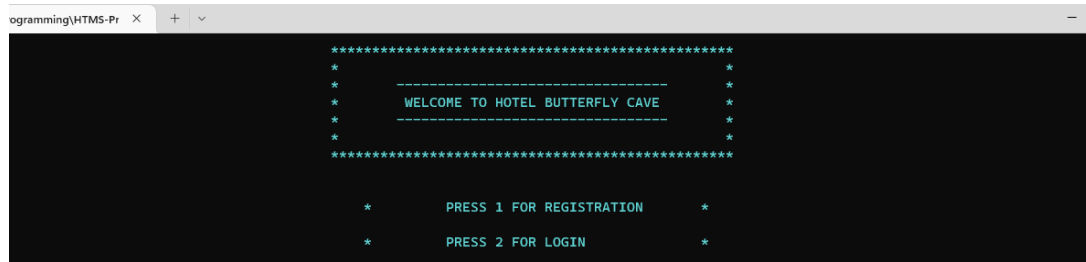 ogramming\HTMS-Pr
*************************************************
* *
* --------------------------------- *
* WELCOME TO HOTEL BUTTERFLY CAVE *
* --------------------------------- *
* *
*************************************************
* PRESS 1 FOR REGISTRATION *
* PRESS 2 FOR LOGIN *